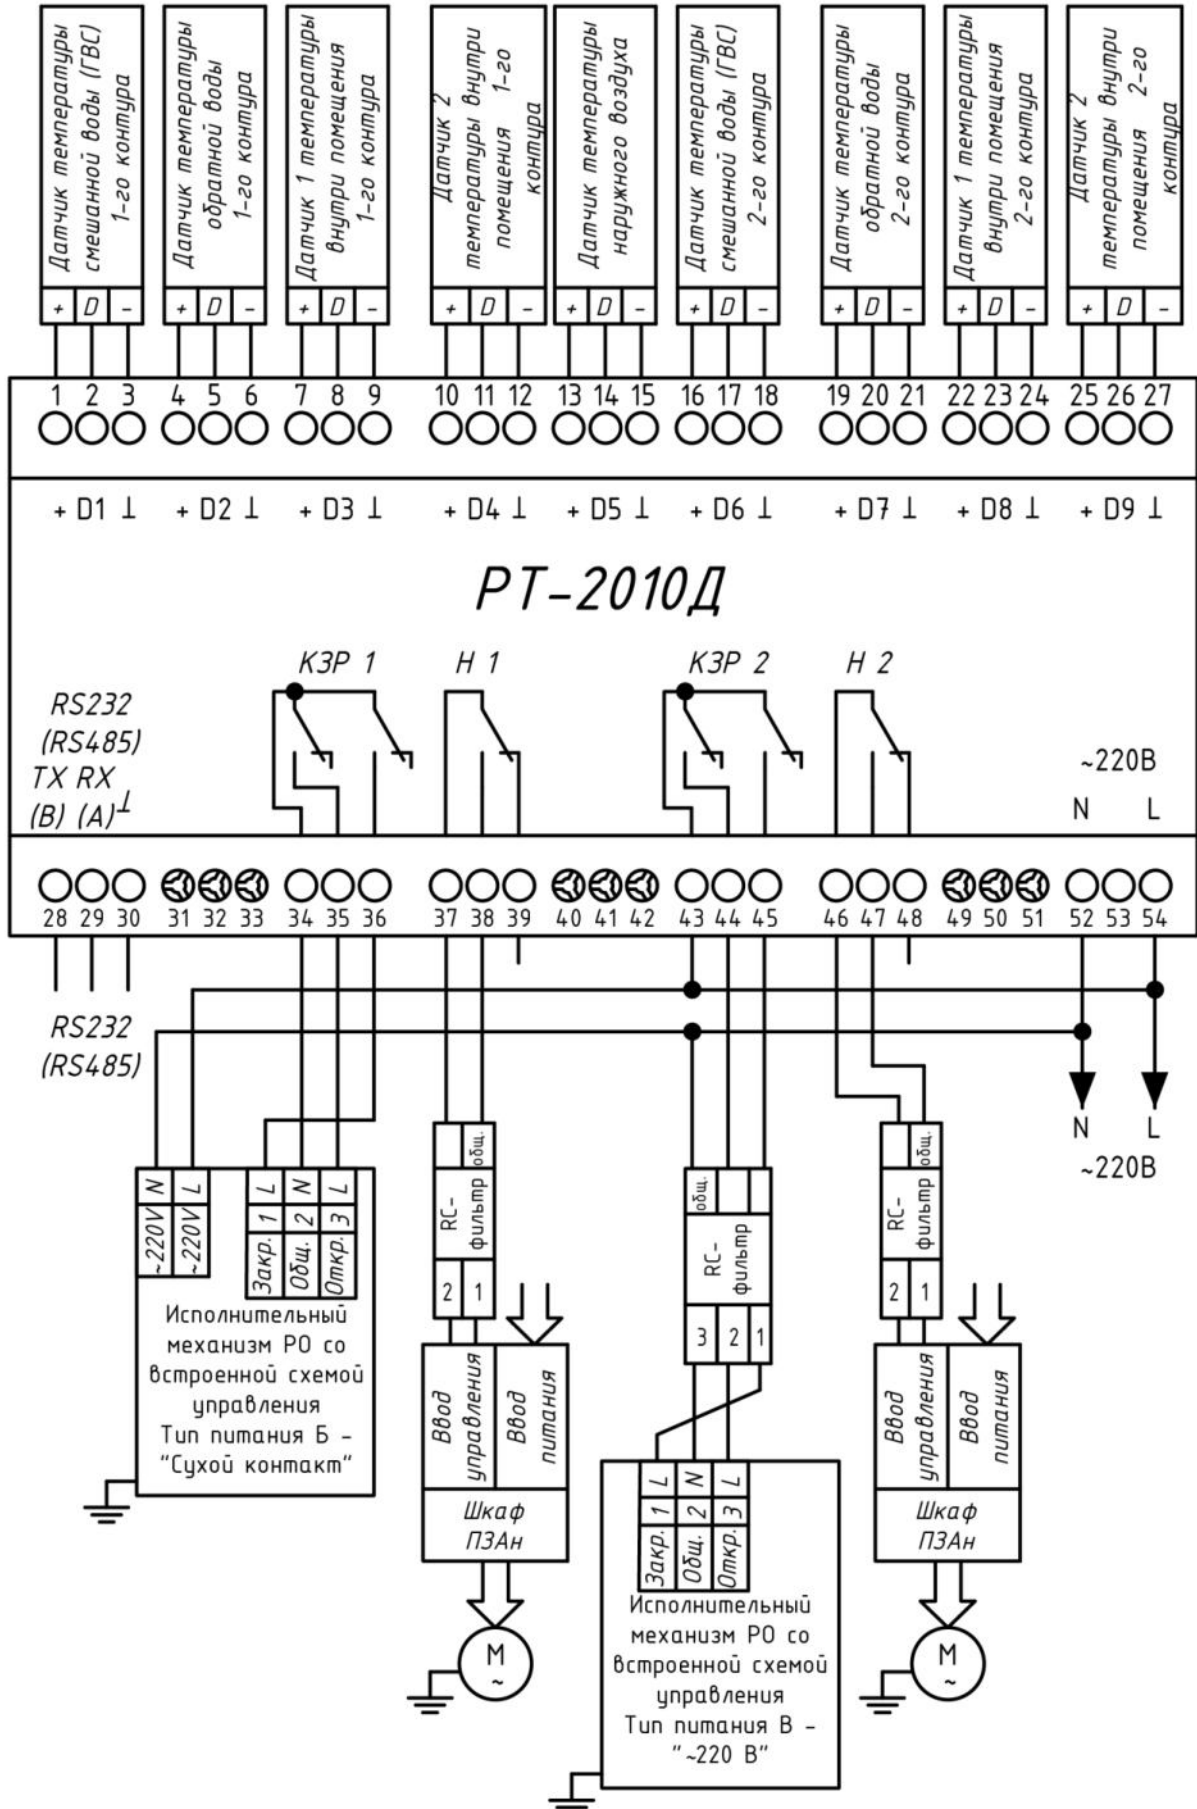 Датчик температуры
смешанной воды (ГВС)
1-го контура
Датчик температуры
обратной воды
1-го контура
Датчик 1 температуры
внутри помещения
1-го контура
Датчик 2
температуры внутри
помещения 1-го
контура
Датчик температуры
наружного воздуха
Датчик температуры
смешанной воды (ГВС)
2-го контура
Датчик температуры
обратной воды
2-го контура
Датчик 1 температуры
внутри помещения
2-го контура
Датчик 2
температуры внутри
помещения 2-го
контура
+ D - + D - + D - + D - + D - + D - + D - + D - + D -
1 2 3 4 5 6 7 8 9 10 11 12 13 14 15 16 17 18 19 20 21 22 23 24 25 26 27
+ D1 ⊥ + D2 ⊥ + D3 ⊥ + D4 ⊥ + D5 ⊥ + D6 ⊥ + D7 ⊥ + D8 ⊥ + D9 ⊥
РТ-2010Д
КЗР 1 Н 1 КЗР 2 Н 2
RS232
(RS485)
TX RX ⊥
(B) (A)
~220В
N L
28 29 30 31 32 33 34 35 36 37 38 39 40 41 42 43 44 45 46 47 48 49 50 51 52 53 54
RS232
(RS485)
N L
~220В
N L
~220V ~220V
L N L
1 2 3
Закр. Общ. Откр.
Исполнительный
механизм РО со
встроенной схемой
управления
Тип питания Б -
"Сухой контакт"
общ.
RC-
фильтр
2 1
Ввод
управления
Ввод
питания
Шкаф
ПЗАн
М
~
общ.
RC-
фильтр
3 2 1
L N L
1 2 3
Закр. Общ. Откр.
Исполнительный
механизм РО со
встроенной схемой
управления
Тип питания В -
"~220 В"
общ.
RC-
фильтр
2 1
Ввод
управления
Ввод
питания
Шкаф
ПЗАн
М
~